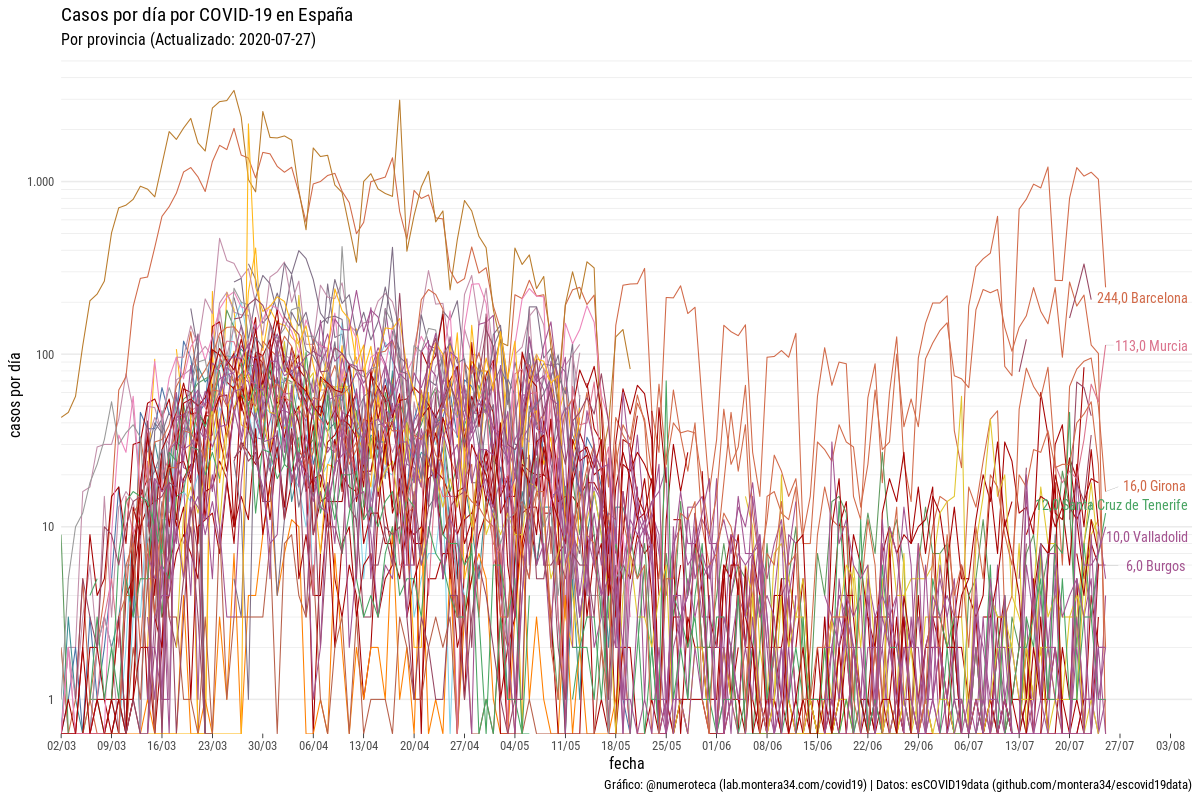 Casos por día por COVID-19 en España
Por provincia (Actualizado: 2020-07-27)
casos por día
1.000
100
10
1
244,0 Barcelona
113,0 Murcia
16,0 Girona
Cruz de Tenerife
10,0 Valladolid
6,0 Burgos
02/03 09/03 16/03 23/03 30/03 06/04 13/04 20/04 27/04 04/05 11/05 18/05 25/05 01/06 08/06 15/06 22/06 29/06 06/07 13/07 20/07 27/07 03/08
fecha
Gráfico: @numeroteca (lab.montera34.com/covid19) | Datos: esCOVID19data (github.com/montera34/escovid19data)